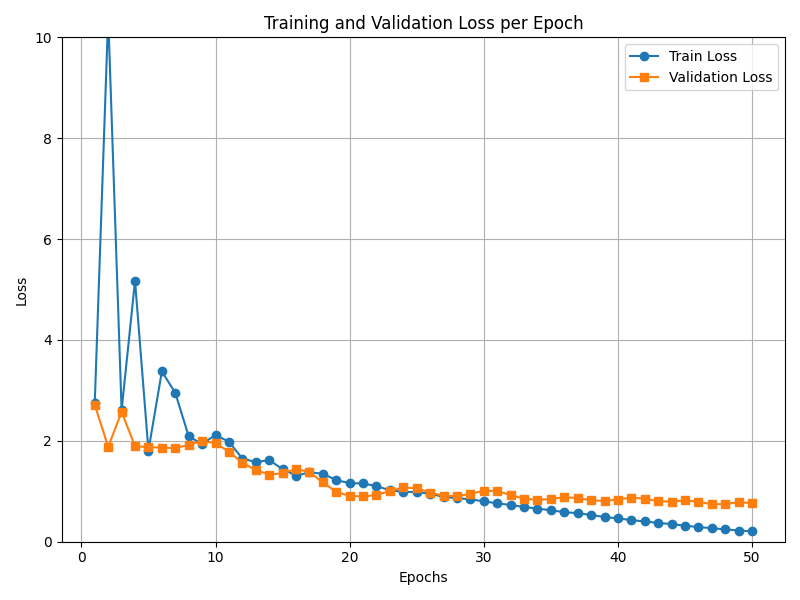 Training and Validation Loss per Epoch
Train Loss
Validation Loss
Loss
10
8
6
4
2
0
0 10 20 30 40 50
Epochs